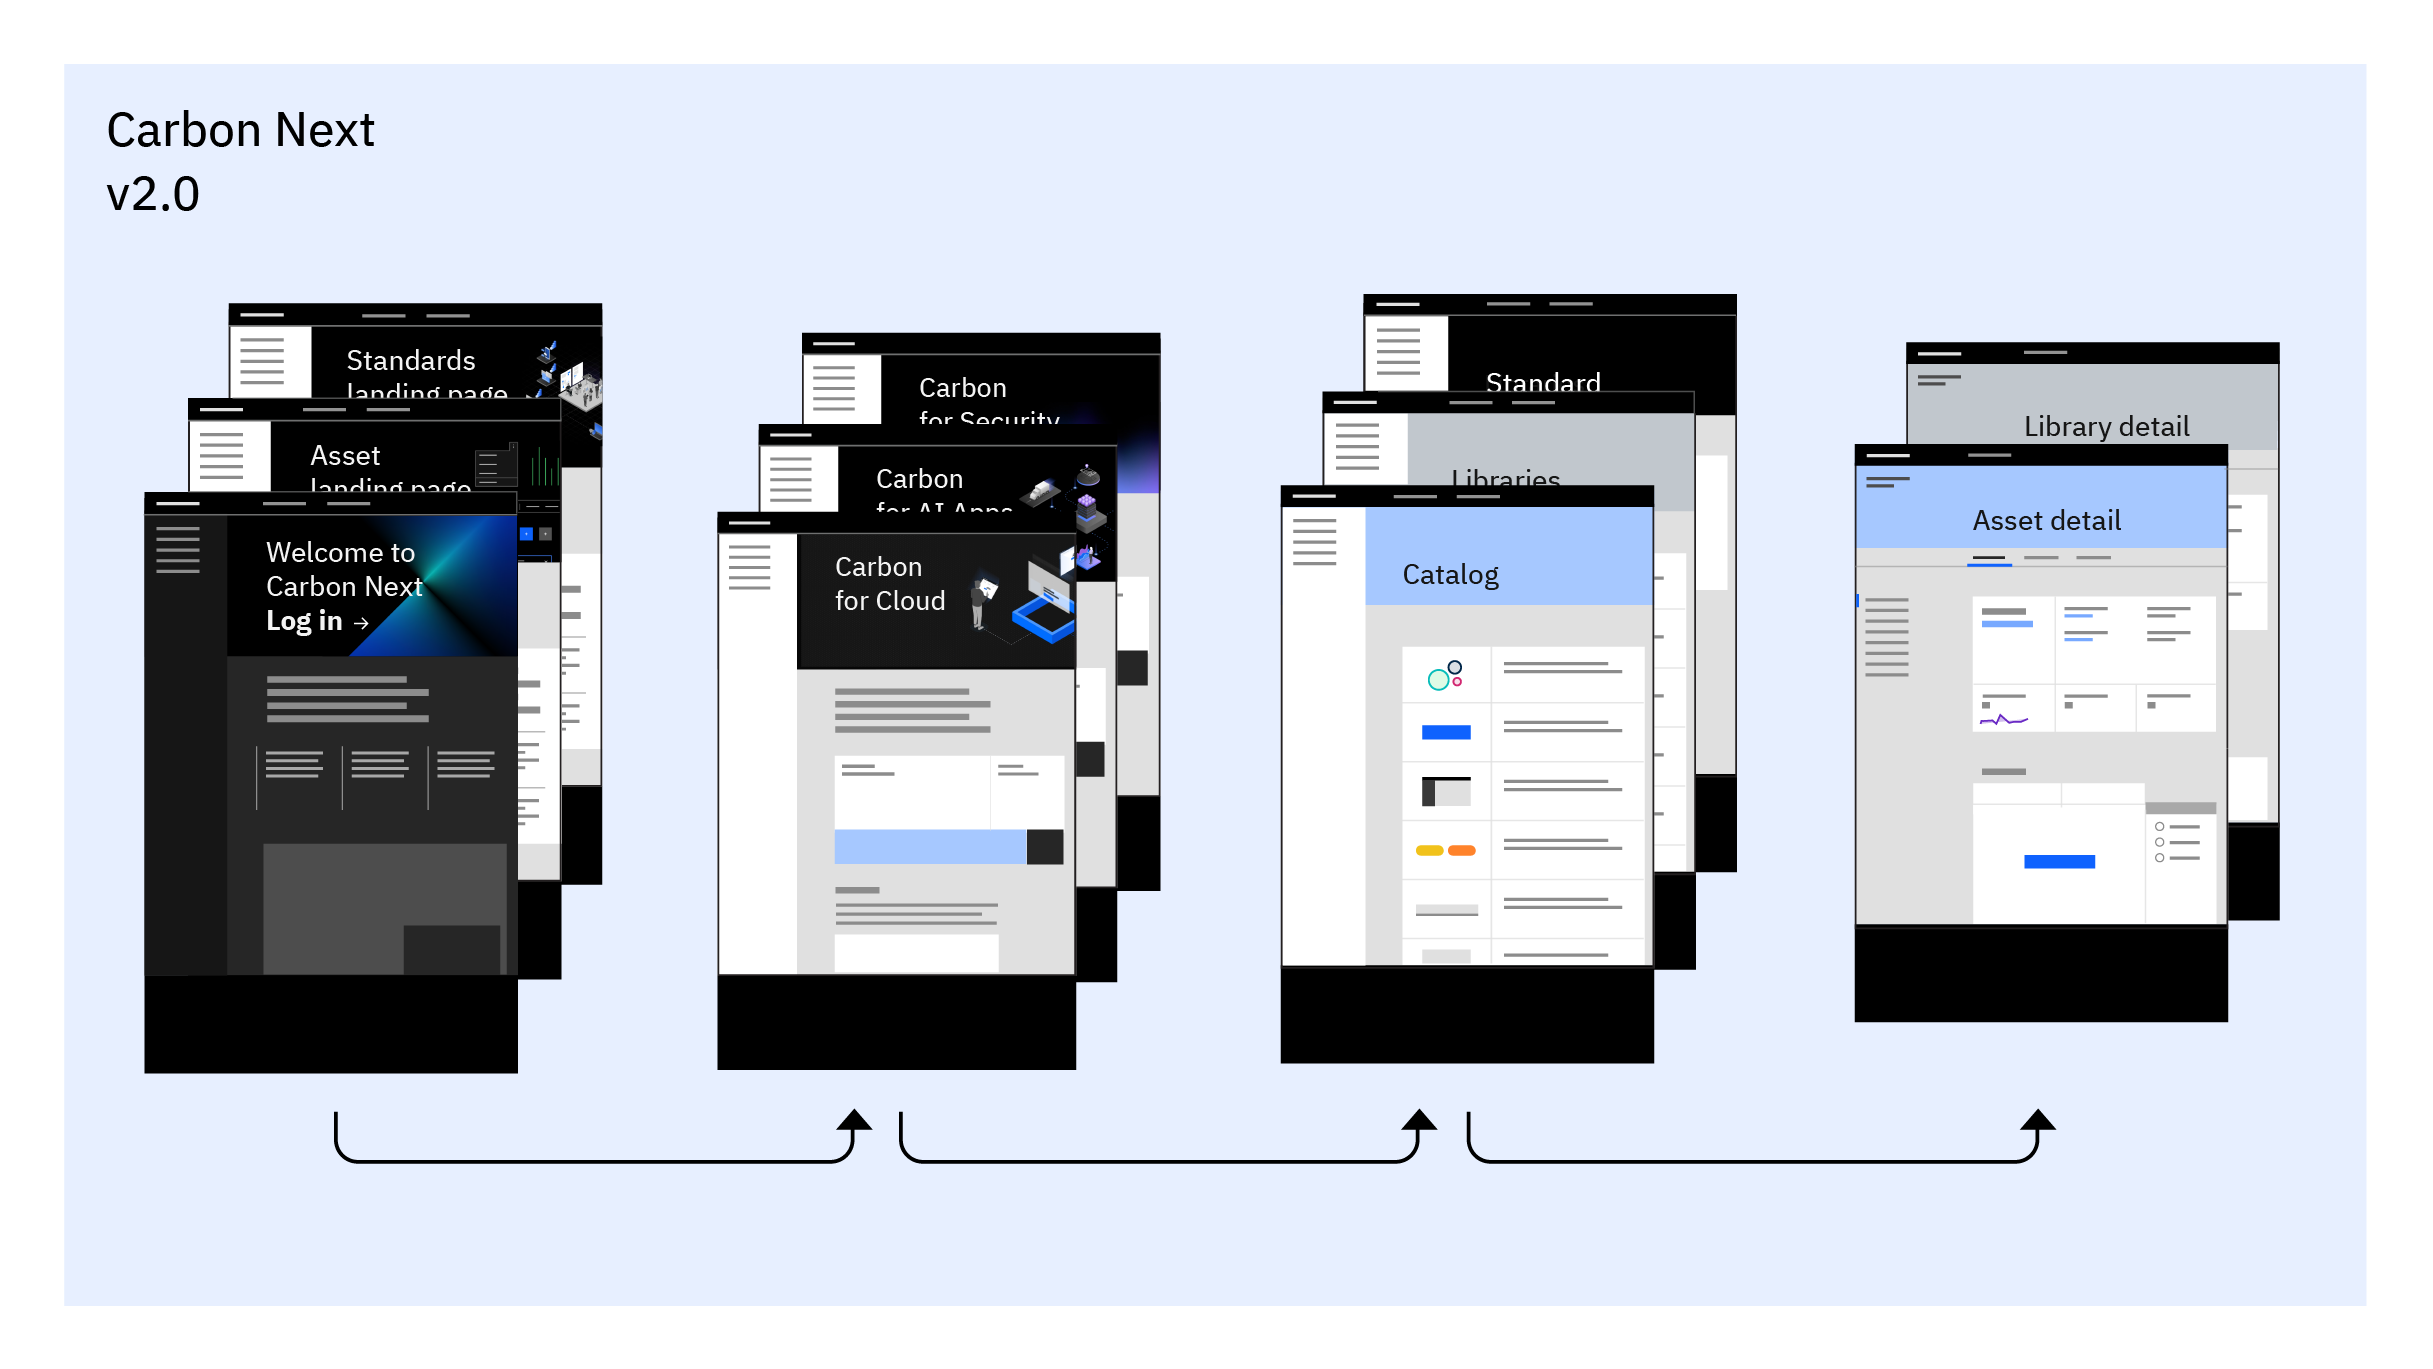 Carbon Next
v2.0
Standards
landing page
Asset
landing page
Welcome to
Carbon Next
Log in →
Carbon
for Security
Carbon
for AI Apps
Carbon
for Cloud
Standard
Libraries
Catalog
Library detail
Asset detail